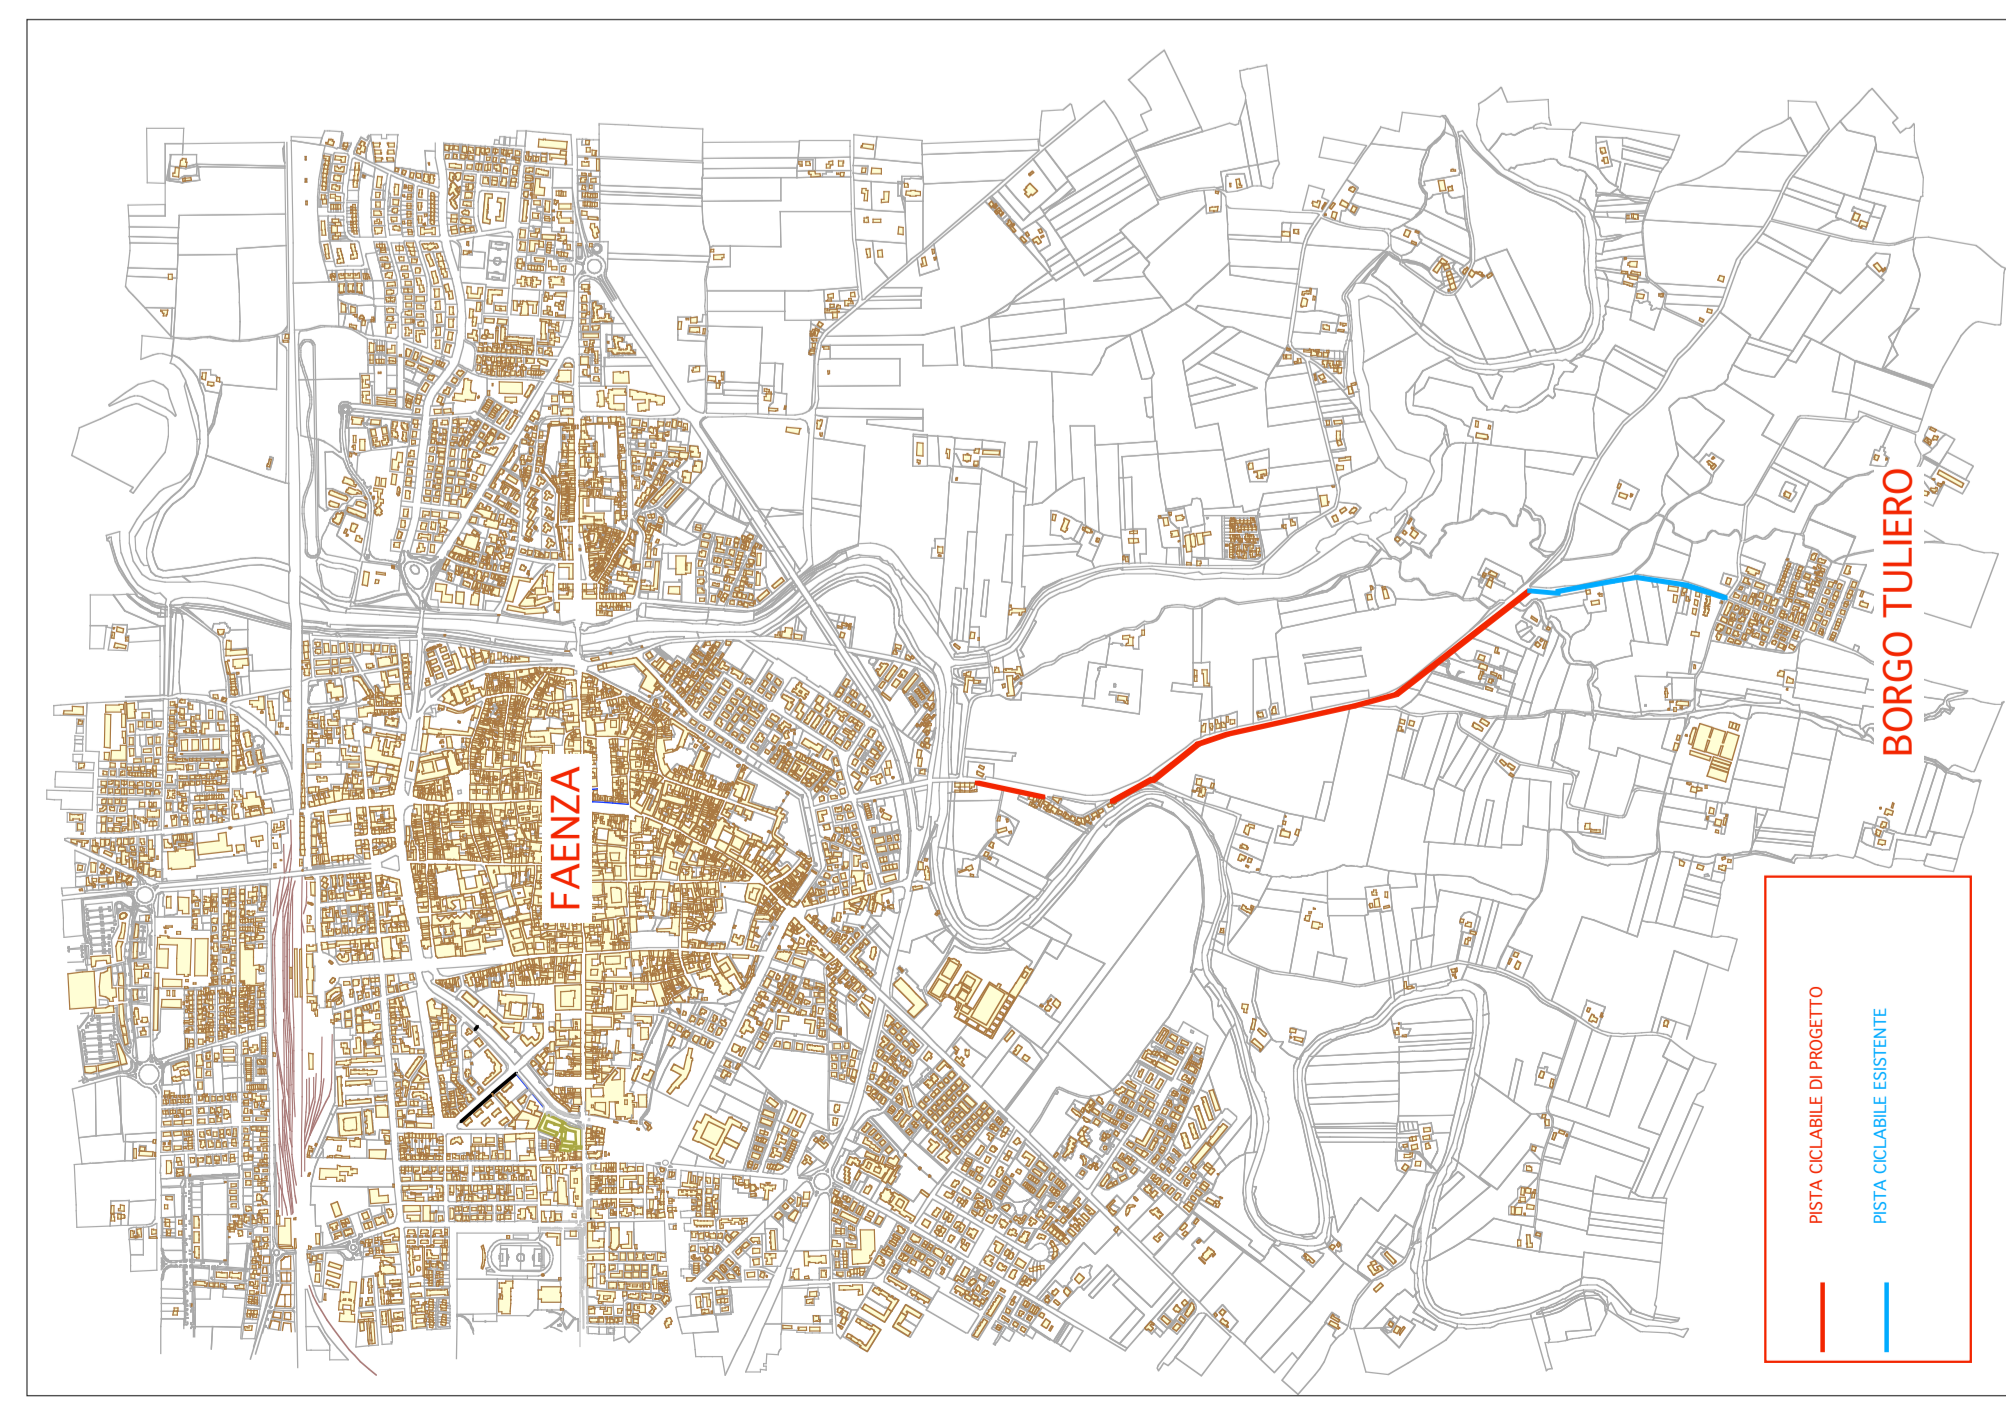 FAENZA
BORGO TULIERO
PISTA CICLABILE DI PROGETTO
PISTA CICLABILE ESISTENTE